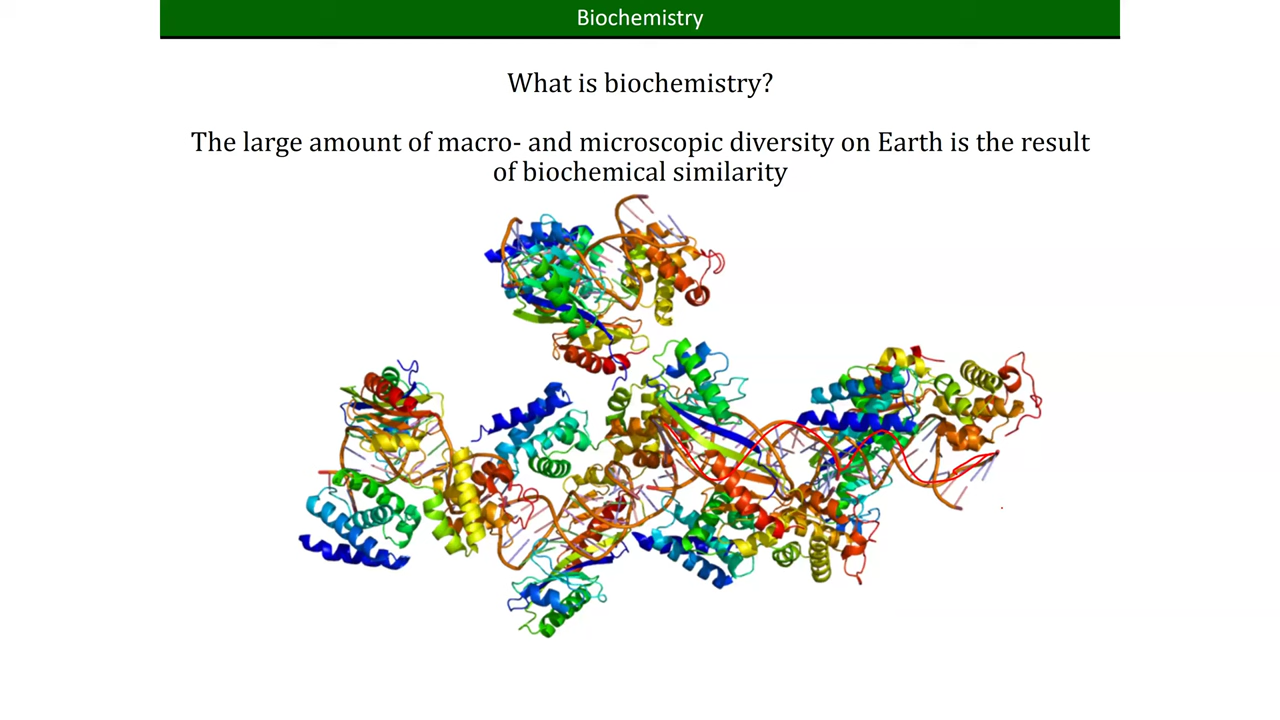 Biochemistry
What is biochemistry?
The large amount of macro- and microscopic diversity on Earth is the result
of biochemical similarity